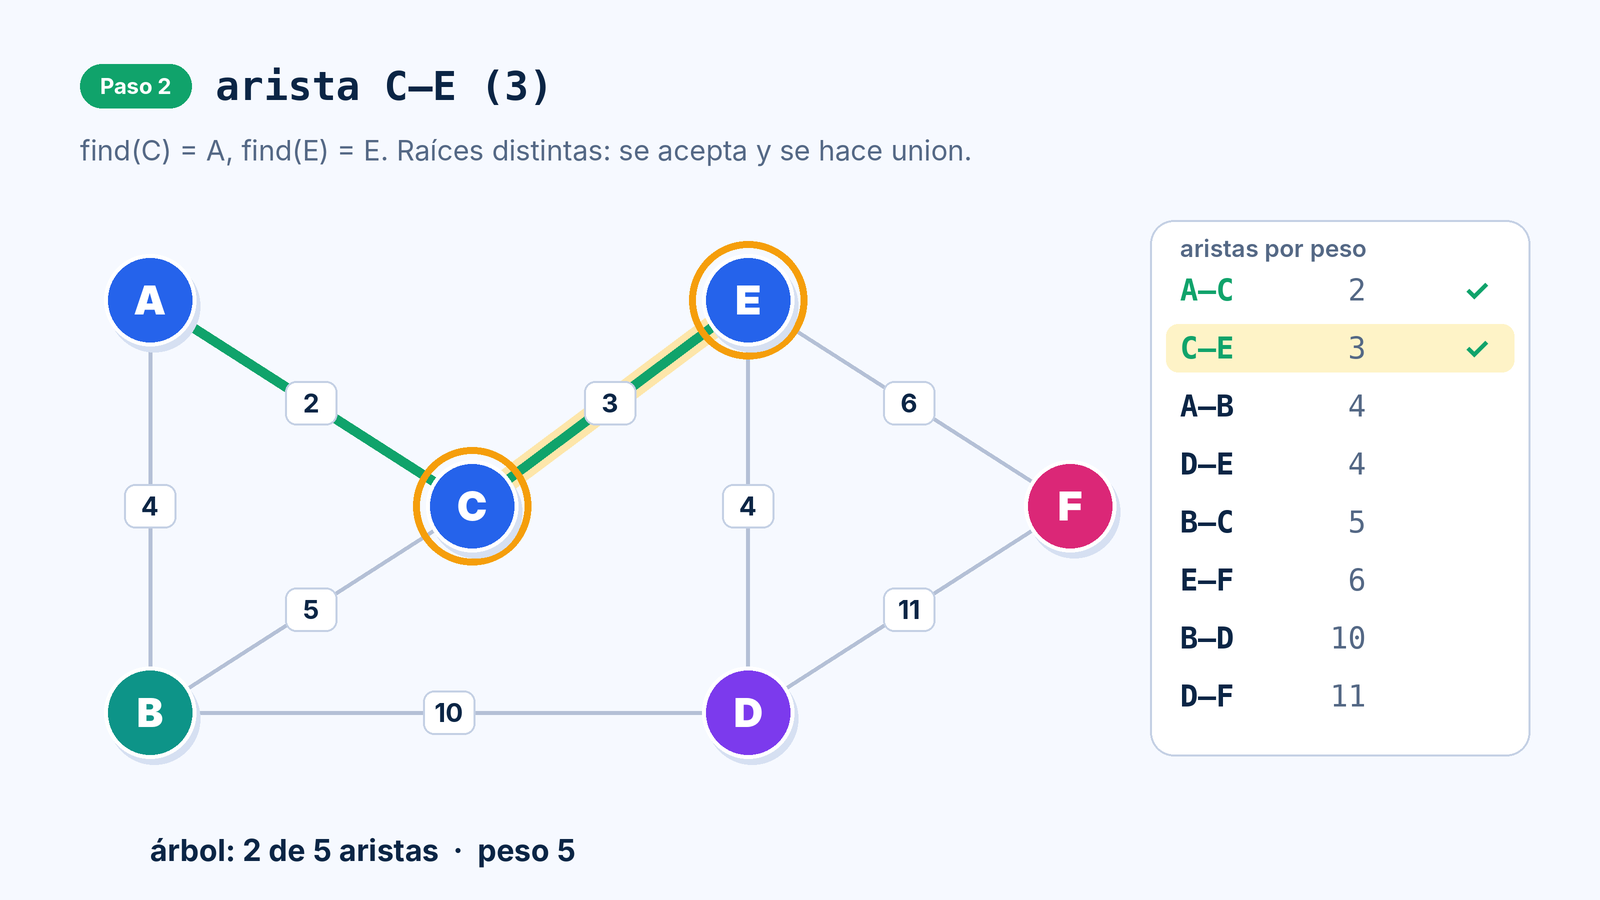 Paso 2
arista C–E (3)
find(C) = A, find(E) = E. Raíces distintas: se acepta y se hace union.
aristas por peso
A–C 2 ✓
C–E 3 ✓
A–B 4
D–E 4
B–C 5
E–F 6
B–D 10
D–F 11
A
E
2
3
6
4
C
4
F
5
11
B
10
D
árbol: 2 de 5 aristas · peso 5